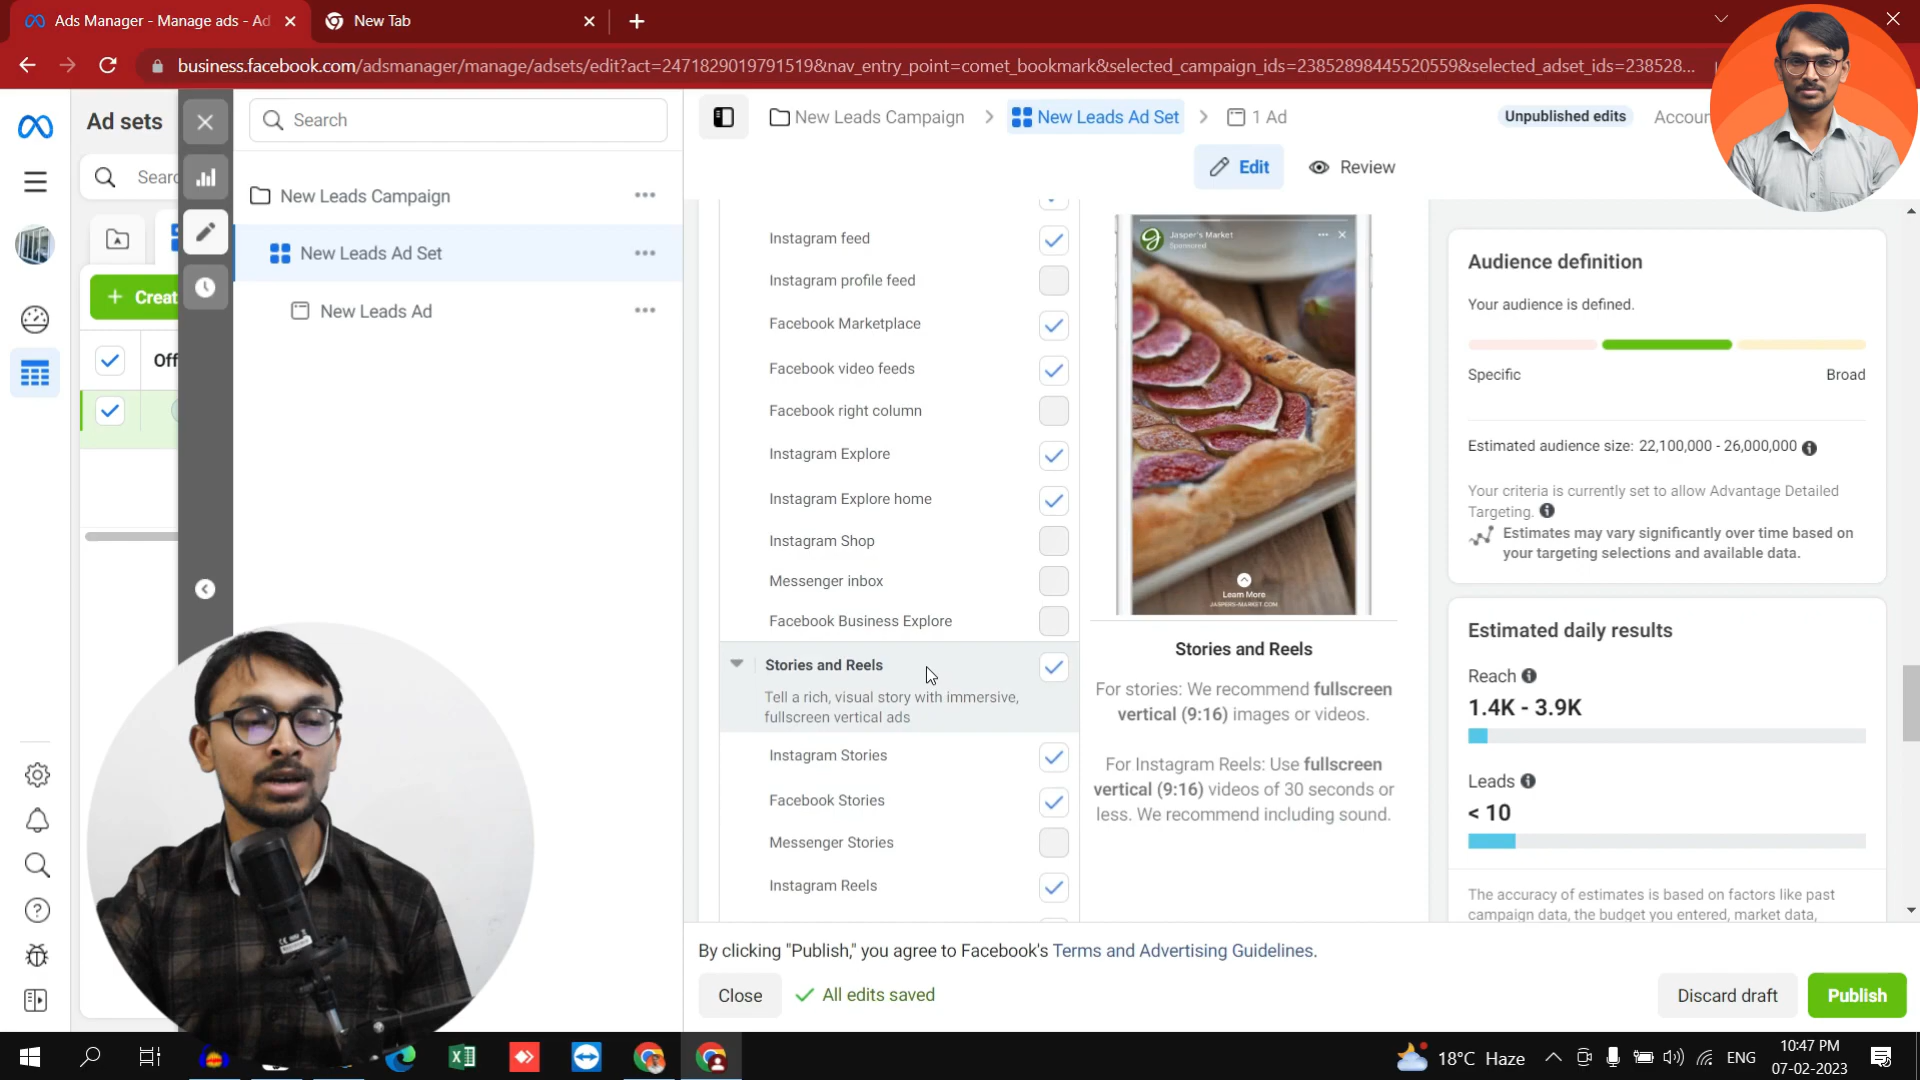 Ads Manager - Manage ads - Ad
New Tab
business.facebook.com/adsmanager/manage/adsets/edit?act=2471829019791519&nav_entry_point=comet_bookmark&selected_campaign_ids=23852898445520559&selected_adset_ids=238528...
Ad sets
Search
New Leads Campaign
New Leads Ad Set
1 Ad
Unpublished edits
Accoun
Edit
Review
Searc
New Leads Campaign
New Leads Ad Set
New Leads Ad
Creat
Off
Instagram feed
Instagram profile feed
Facebook Marketplace
Facebook video feeds
Facebook right column
Instagram Explore
Instagram Explore home
Instagram Shop
Messenger inbox
Facebook Business Explore
Stories and Reels
Tell a rich, visual story with immersive,
fullscreen vertical ads
Instagram Stories
Facebook Stories
Messenger Stories
Instagram Reels
Jasper's Market
Sponsored
Learn More
JASPERS-MARKET.COM
Stories and Reels
For stories: We recommend fullscreen
vertical (9:16) images or videos.
For Instagram Reels: Use fullscreen
vertical (9:16) videos of 30 seconds or
less. We recommend including sound.
Audience definition
Your audience is defined.
Specific
Broad
Estimated audience size: 22,100,000 - 26,000,000
Your criteria is currently set to allow Advantage Detailed
Targeting.
Estimates may vary significantly over time based on
your targeting selections and available data.
Estimated daily results
Reach
1.4K - 3.9K
Leads
< 10
The accuracy of estimates is based on factors like past
campaign data, the budget you entered, market data,
By clicking "Publish," you agree to Facebook's Terms and Advertising Guidelines.
Close
All edits saved
Discard draft
Publish
18°C Haze
ENG
10:47 PM
07-02-2023